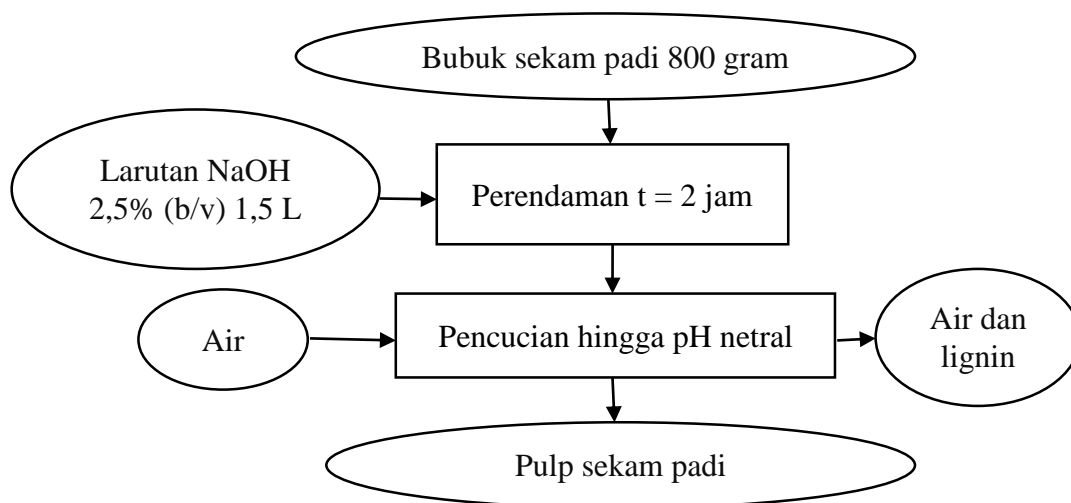 Bubuk sekam padi 800 gram
Larutan NaOH
2,5% (b/v) 1,5 L
Perendaman t = 2 jam
Air
Pencucian hingga pH netral
Air dan
lignin
Pulp sekam padi